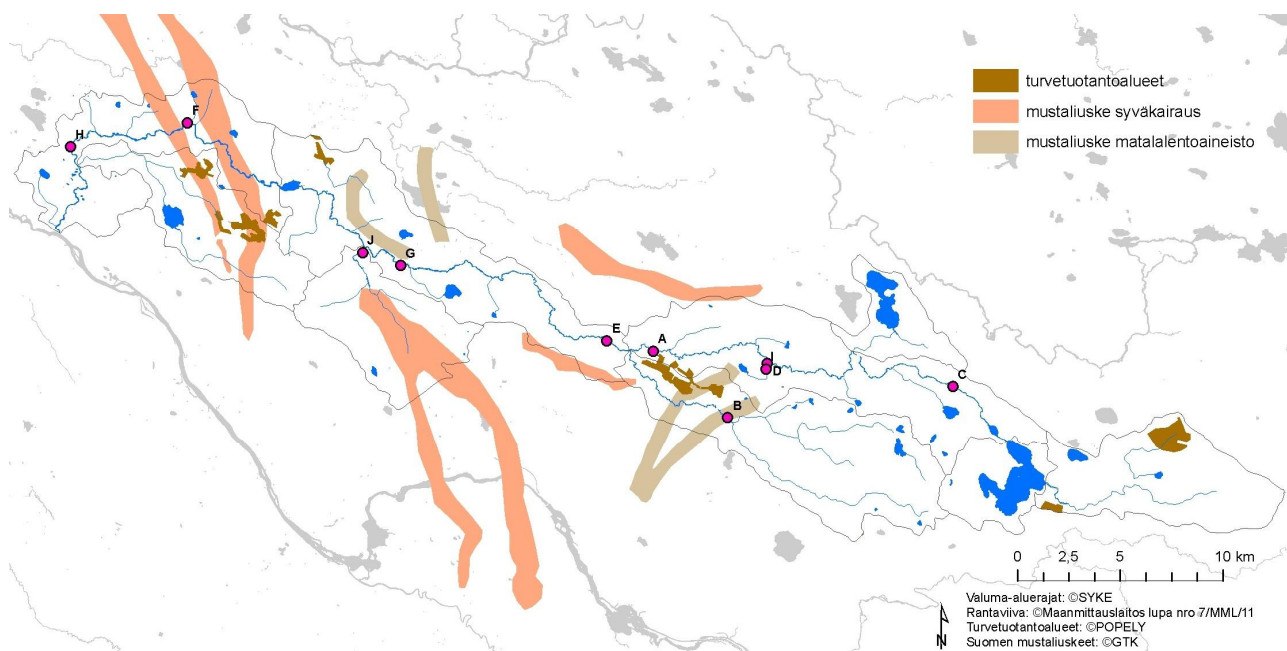 turvetuotantoalueet
mustaliuske syväkairaus
mustaliuske matalalentoaineisto
F
H
J
G
E
A
I
D
C
B
0 2,5 5 10 km
N
Valuma-aluerajat: ©SYKE
Rantaviiva: ©Maanmittauslaitos lupa nro 7/MML/11
Turvetuotantoalueet: ©POPELY
Suomen mustaliuskeet: ©GTK